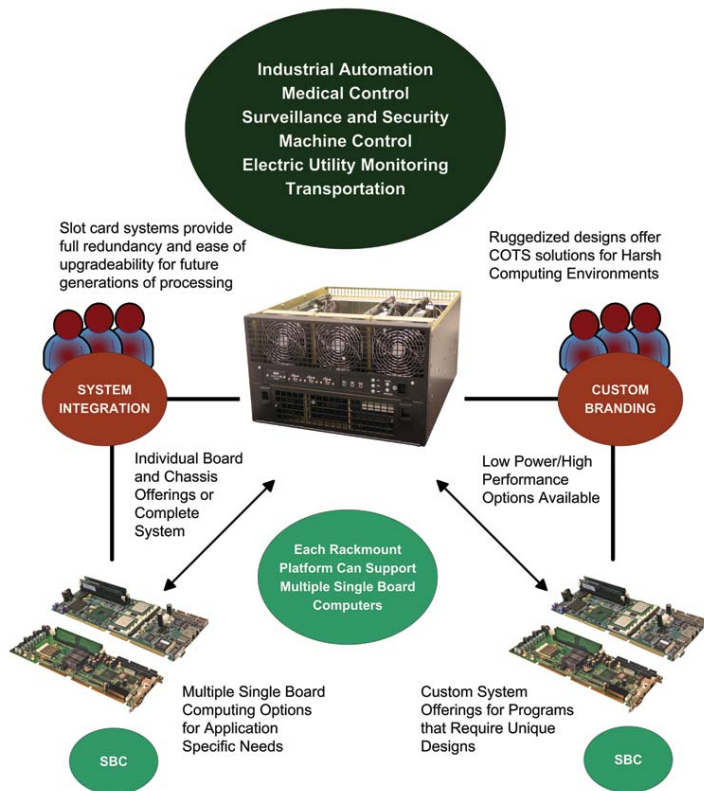 Industrial Automation
Medical Control
Surveillance and Security
Machine Control
Electric Utility Monitoring
Transportation
Slot card systems provide
full redundancy and ease of
upgradeability for future
generations of processing
Ruggedized designs offer
COTS solutions for Harsh
Computing Environments
SYSTEM
INTEGRATION
CUSTOM
BRANDING
Individual Board
and Chassis
Offerings or
Complete
System
Low Power/High
Performance
Options Available
Each Rackmount
Platform Can Support
Multiple Single Board
Computers
Multiple Single Board
Computing Options
for Application
Specific Needs
Custom System
Offerings for Programs
that Require Unique
Designs
SBC
SBC